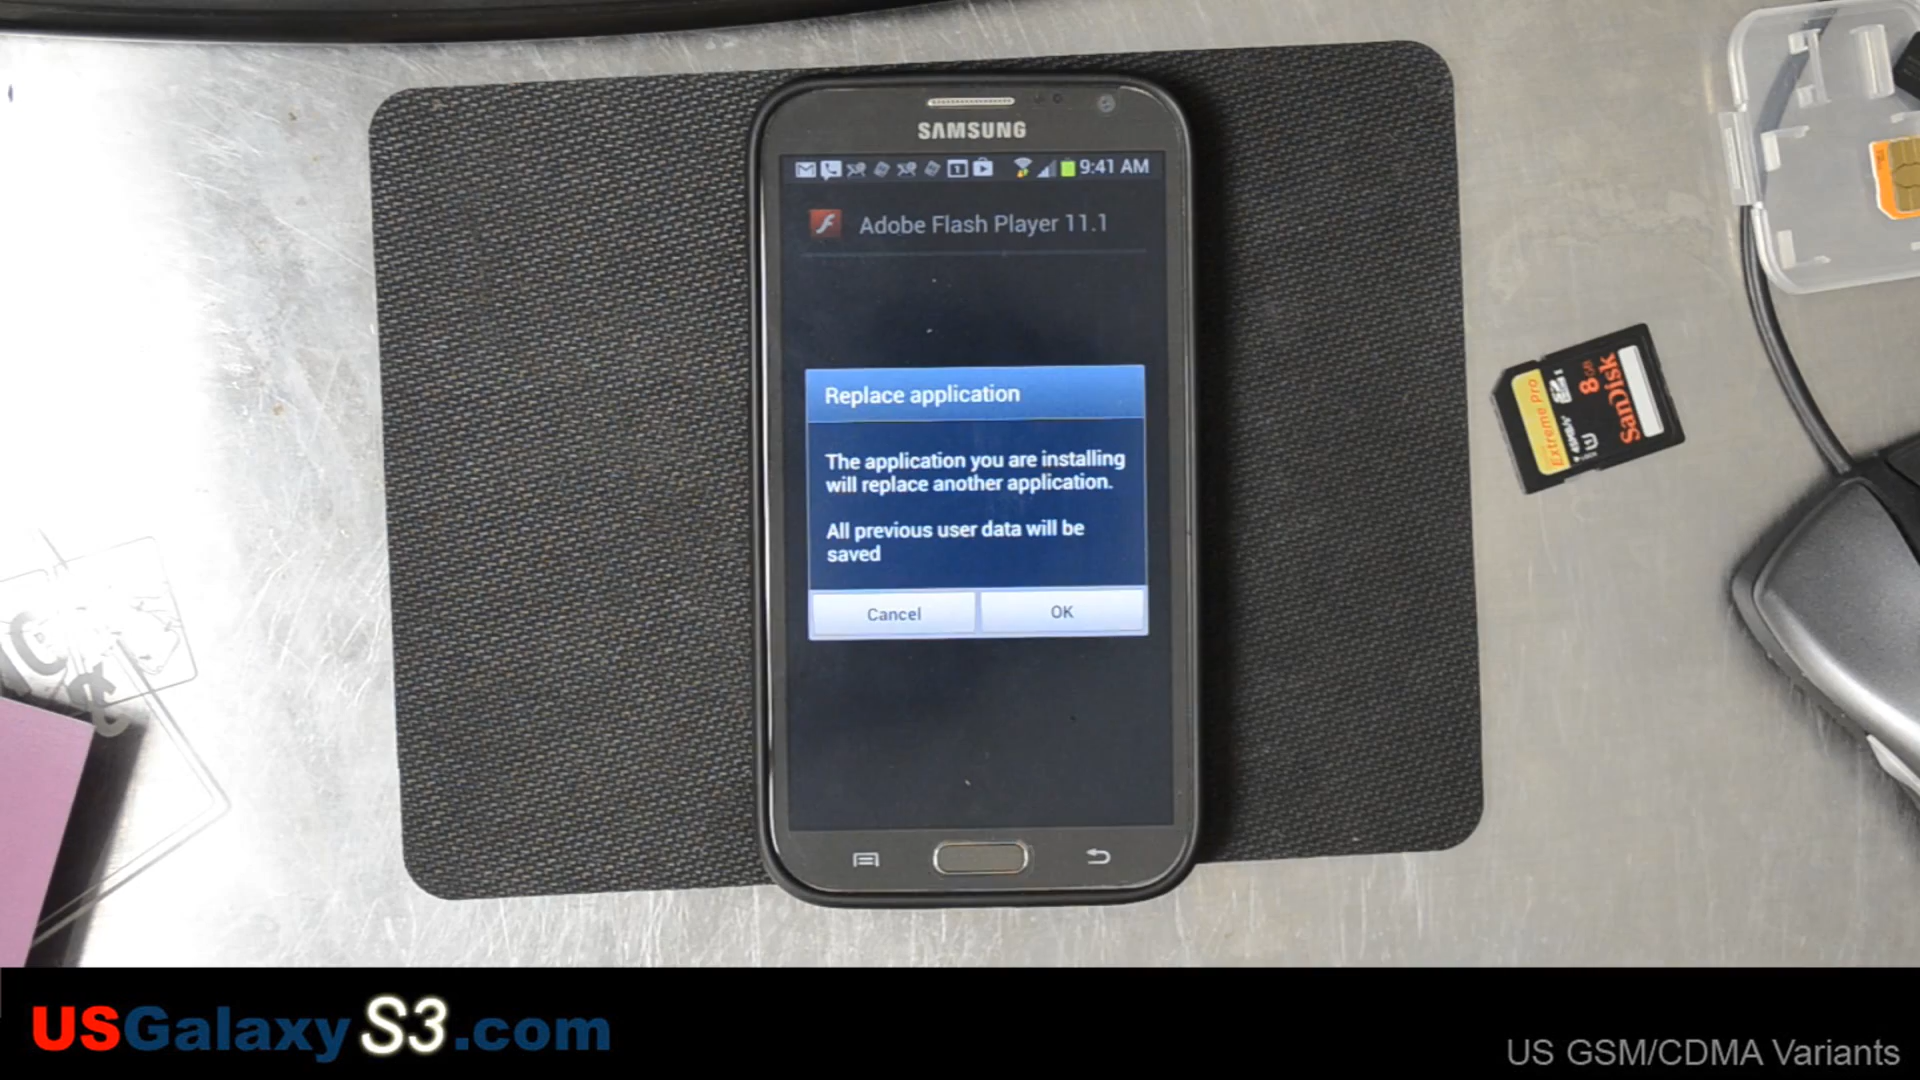 SAMSUNG
9:41 AM
Adobe Flash Player 11.1
Replace application
The application you are installing
will replace another application.
All previous user data will be
saved
Cancel
OK
Extreme Pro
45MB/s
8GB
SanDisk
USGalaxyS3.com
US GSM/CDMA Variants